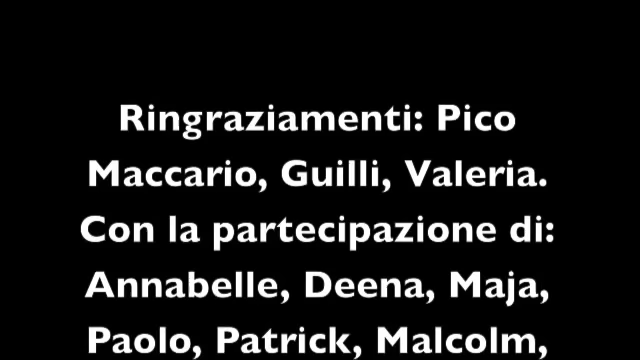 Ringraziamenti: Pico
Maccario, Guilli, Valeria.
Con la partecipazione di:
Annabelle, Deena, Maja,
Paolo, Patrick, Malcolm,